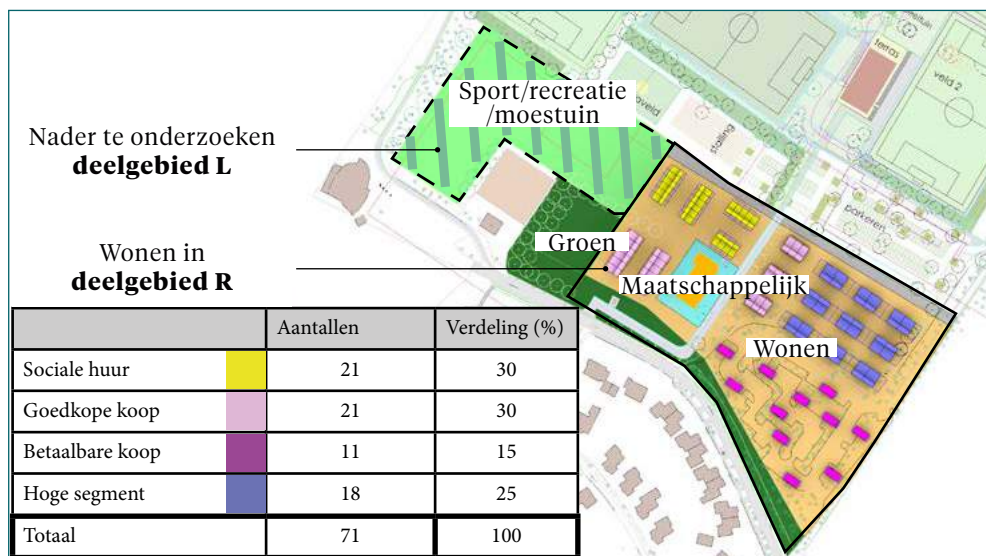 Sport/recreatie
/moestuin
terras
veld 2
aveld
stalling
parkeren
Nader te onderzoeken
deelgebied L
Wonen in
deelgebied R
Groen
Maatschappelijk
Wonen
Aantallen Verdeling (%)
Sociale huur 21 30
Goedkope koop 21 30
Betaalbare koop 11 15
Hoge segment 18 25
Totaal 71 100